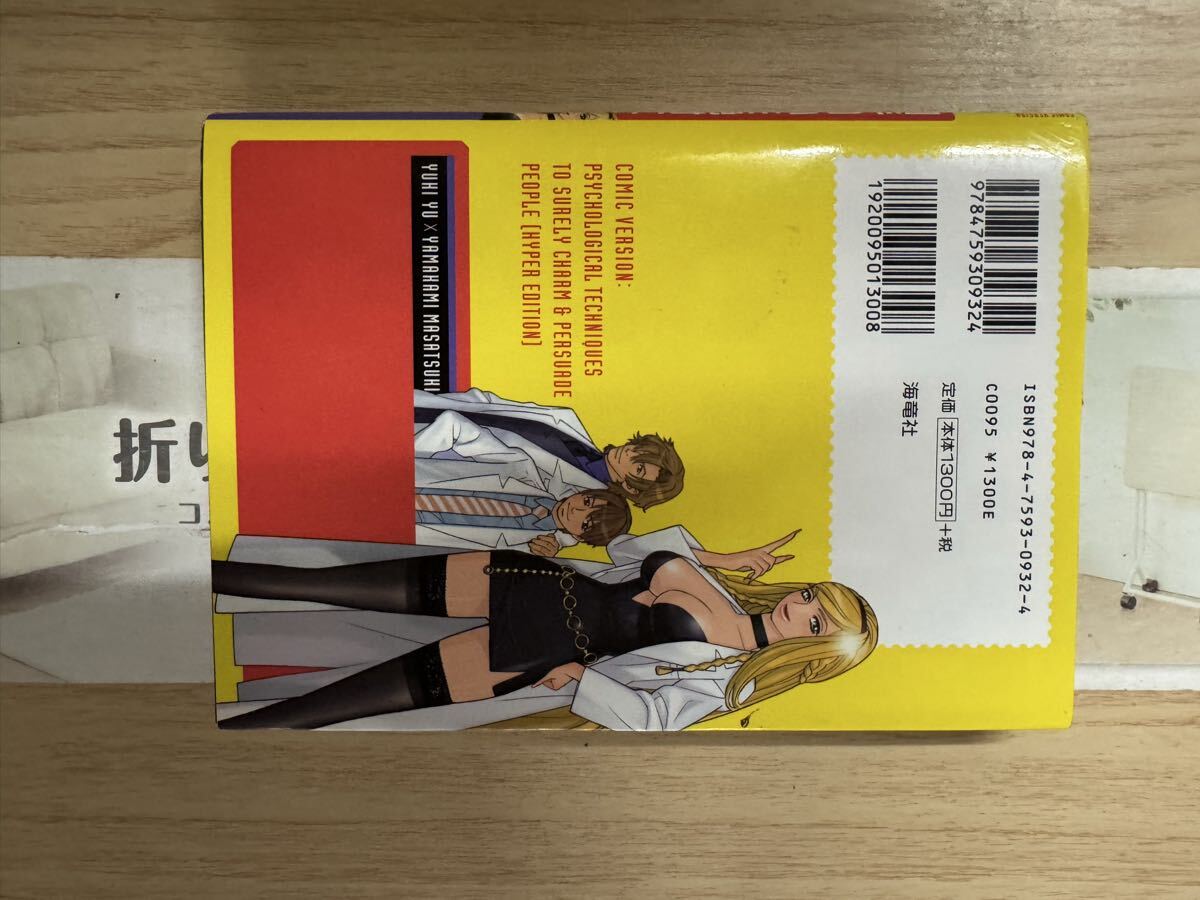 9784759309324
1920095013008
ISBN978-4-7593-0932-4
C0095 ¥1300E
定価 本体1300円 +税
海竜社
COMIC VERSION:
PSYCHOLOGICAL TECHNIQUES
TO SURELY CHARM & PERSUADE
PEOPLE [HYPER EDITION]
YUKI YU X YAMAKAMI MASATSUKI
折り
コ